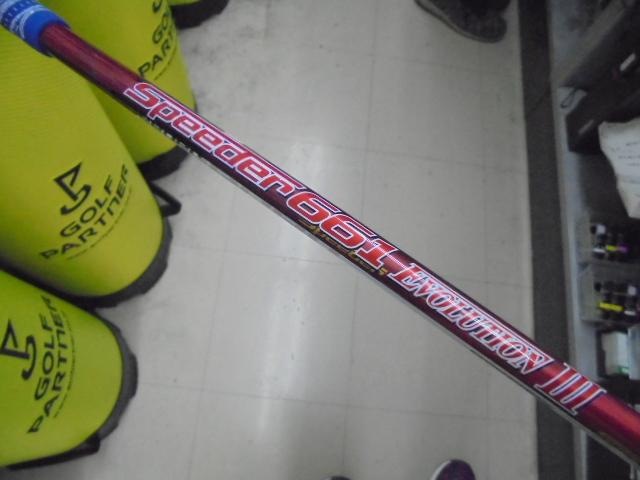 Speeder 661 EVOLUTION III
GOLF
PARTNER
GOLF
PARTNER
GOLF
PARTNER